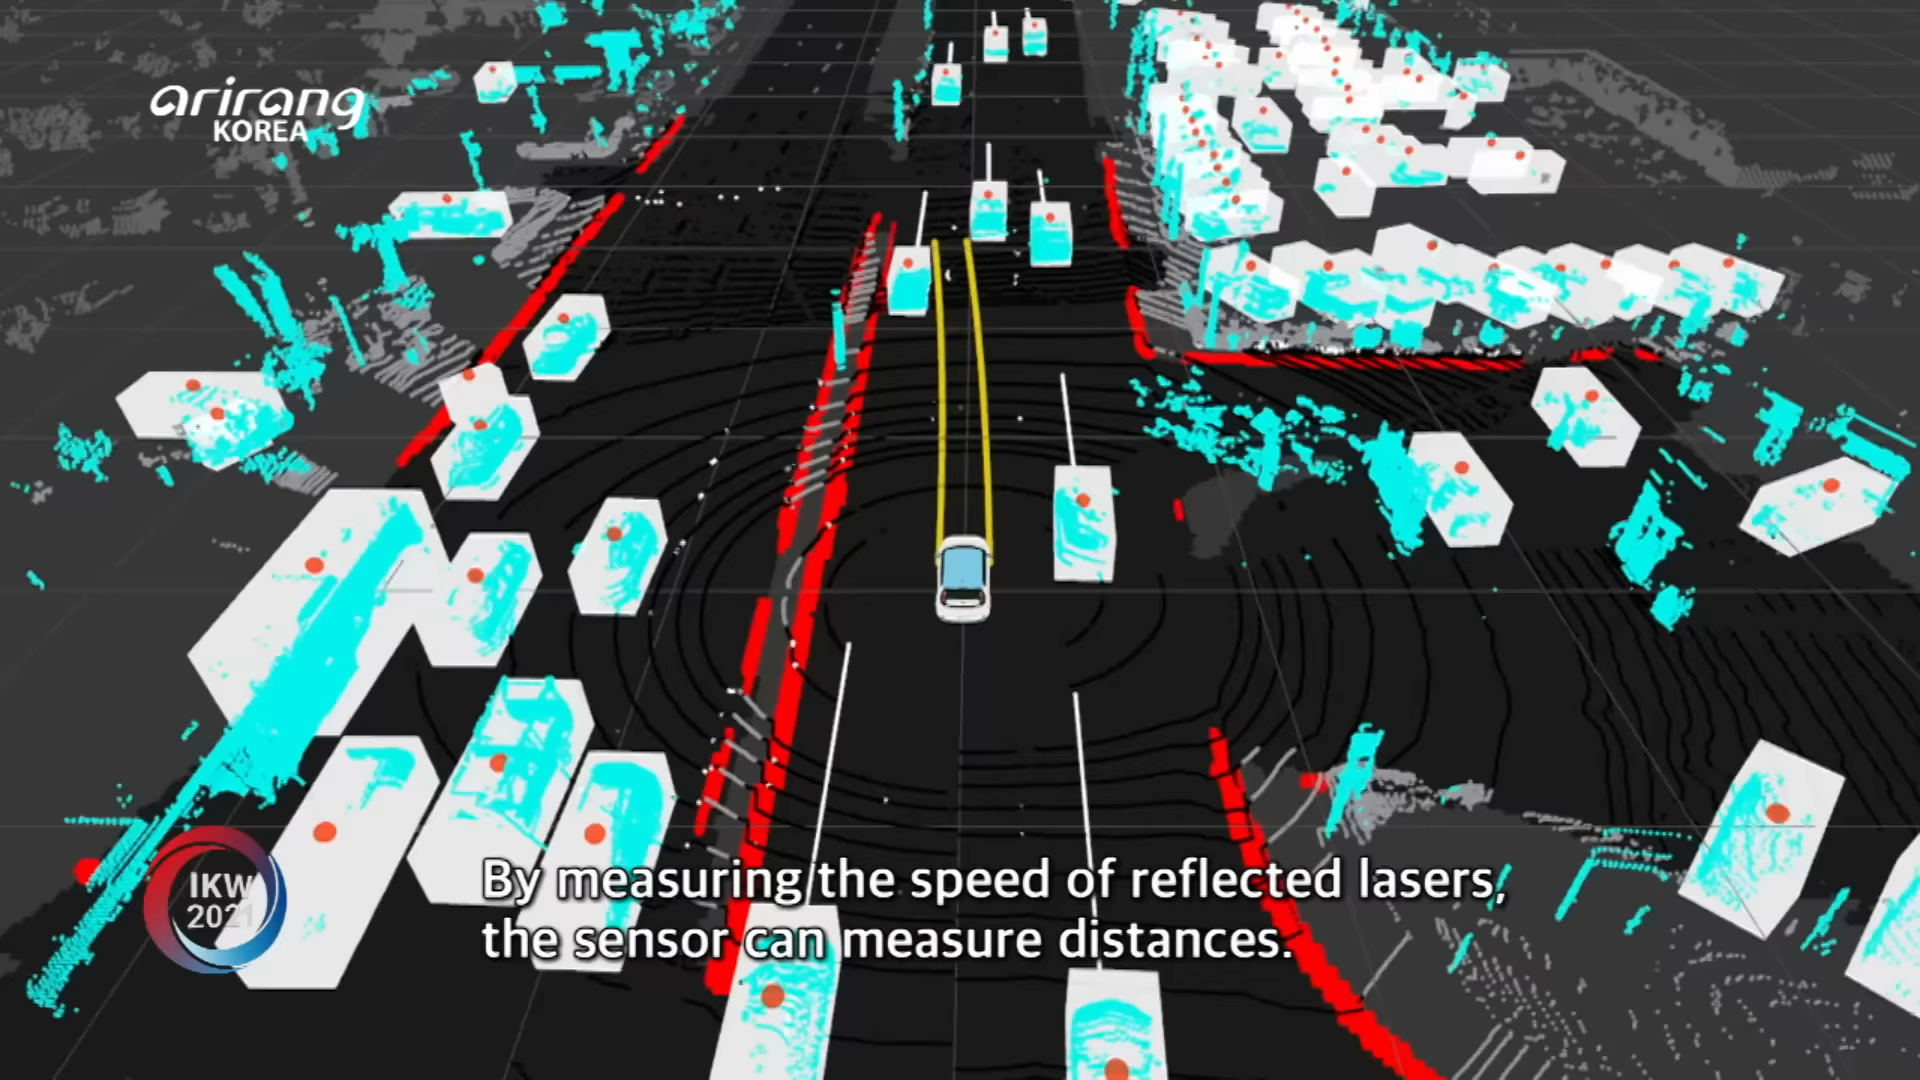 arirang
KOREA
IKW
2021
By measuring the speed of reflected lasers,
the sensor can measure distances.